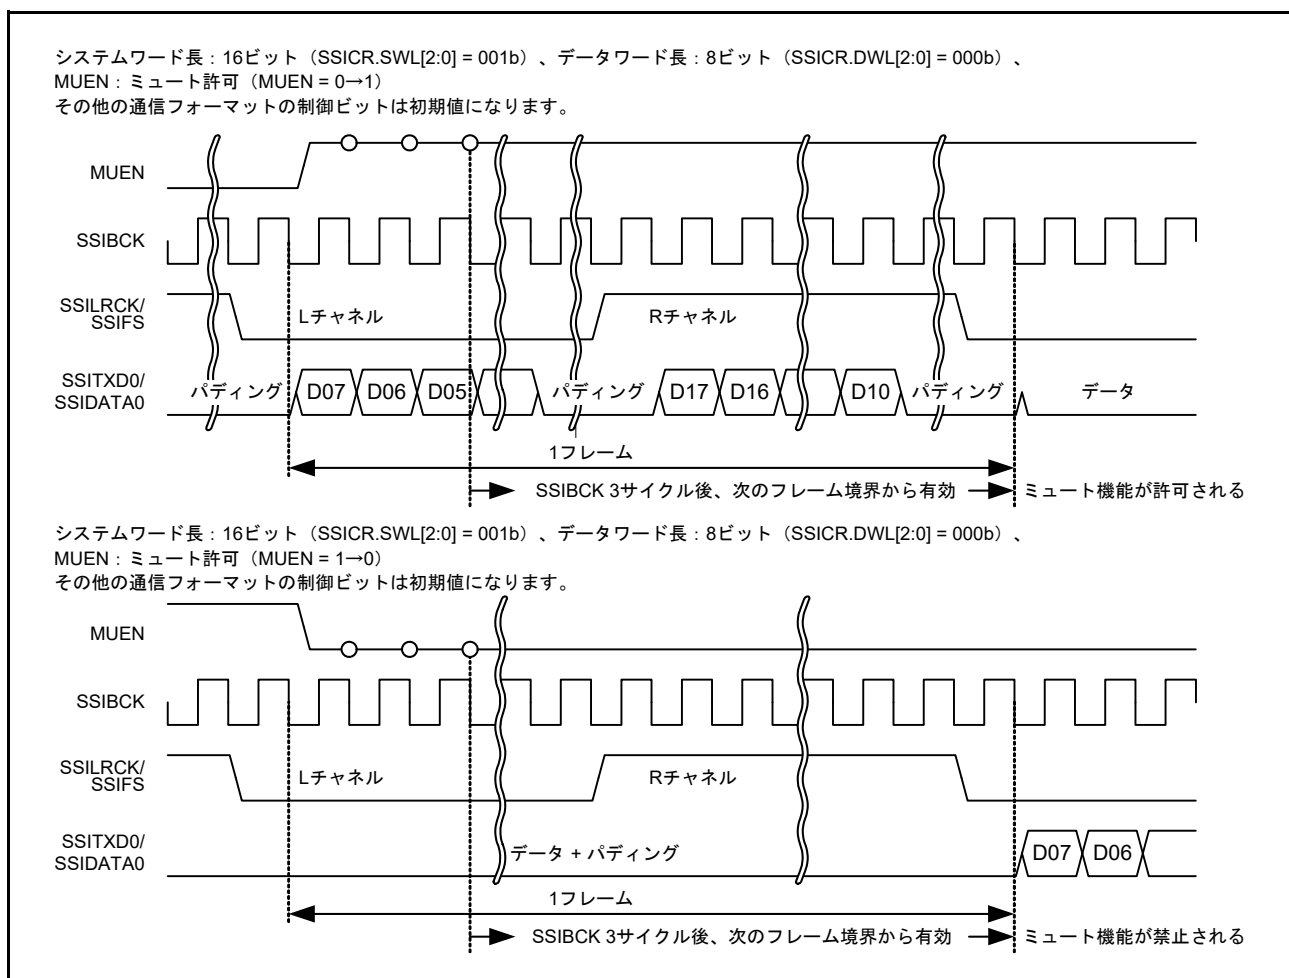 システムワード長：16ビット（SSICR.SWL[2:0] = 001b）、データワード長：8ビット（SSICR.DWL[2:0] = 000b）、
MUEN：ミュート許可（MUEN = 0→1）
その他の通信フォーマットの制御ビットは初期値になります。
MUEN
SSIBCK
SSILRCK/
SSIFS
Lチャネル
Rチャネル
SSITXD0/
SSIDATA0
パディング
D07
D06
D05
パディング
D17
D16
D10
パディング
データ
1フレーム
SSIBCK 3サイクル後、次のフレーム境界から有効
ミュート機能が許可される
システムワード長：16ビット（SSICR.SWL[2:0] = 001b）、データワード長：8ビット（SSICR.DWL[2:0] = 000b）、
MUEN：ミュート許可（MUEN = 1→0）
その他の通信フォーマットの制御ビットは初期値になります。
MUEN
SSIBCK
SSILRCK/
SSIFS
Lチャネル
Rチャネル
SSITXD0/
SSIDATA0
データ + パディング
D07
D06
1フレーム
SSIBCK 3サイクル後、次のフレーム境界から有効
ミュート機能が禁止される